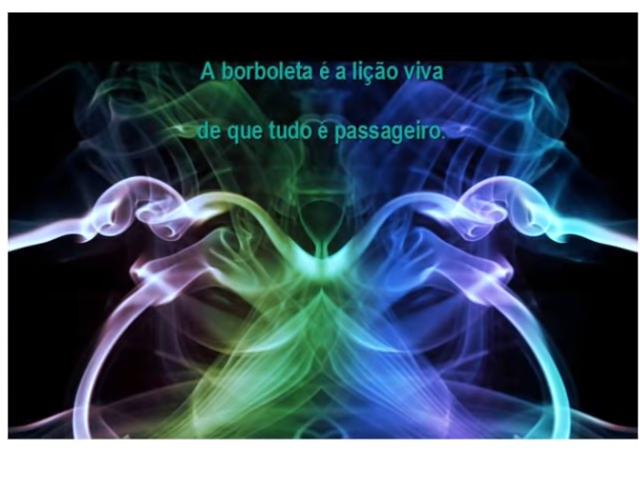 A borboleta é a lição viva
de que tudo é passageiro.